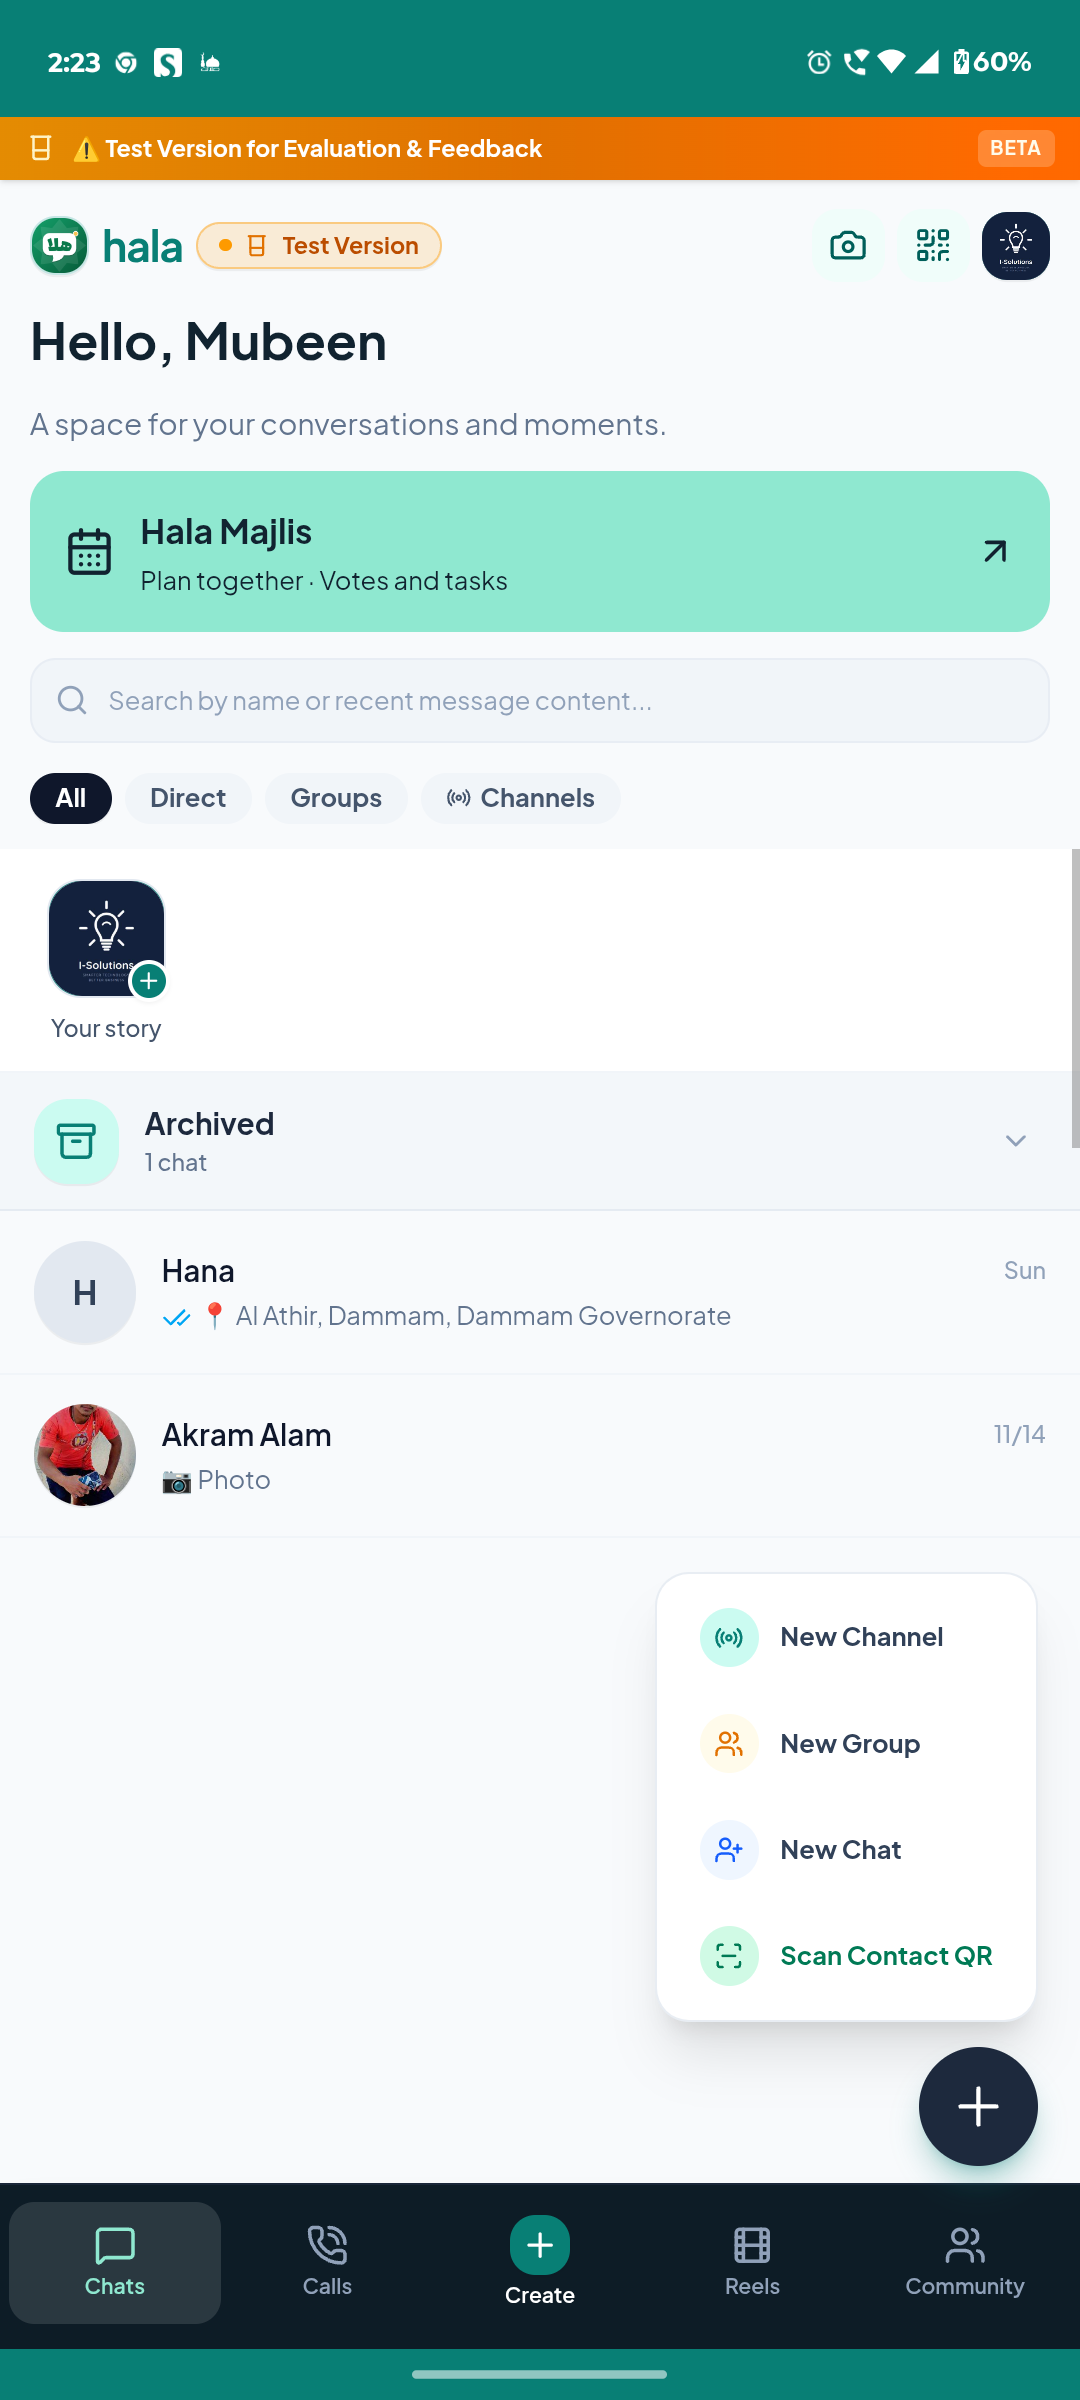 2:23
60%
⚠️ Test Version for Evaluation & Feedback
BETA
هلا
hala
Test Version
I-Solutions
Hello, Mubeen
A space for your conversations and moments.
Hala Majlis
Plan together · Votes and tasks
Search by name or recent message content...
All
Direct
Groups
Channels
I-Solutions
Your story
Archived
1 chat
Hana
Sun
📍 Al Athir, Dammam, Dammam Governorate
Akram Alam
11/14
📷 Photo
New Channel
New Group
New Chat
Scan Contact QR
Chats
Calls
Create
Reels
Community